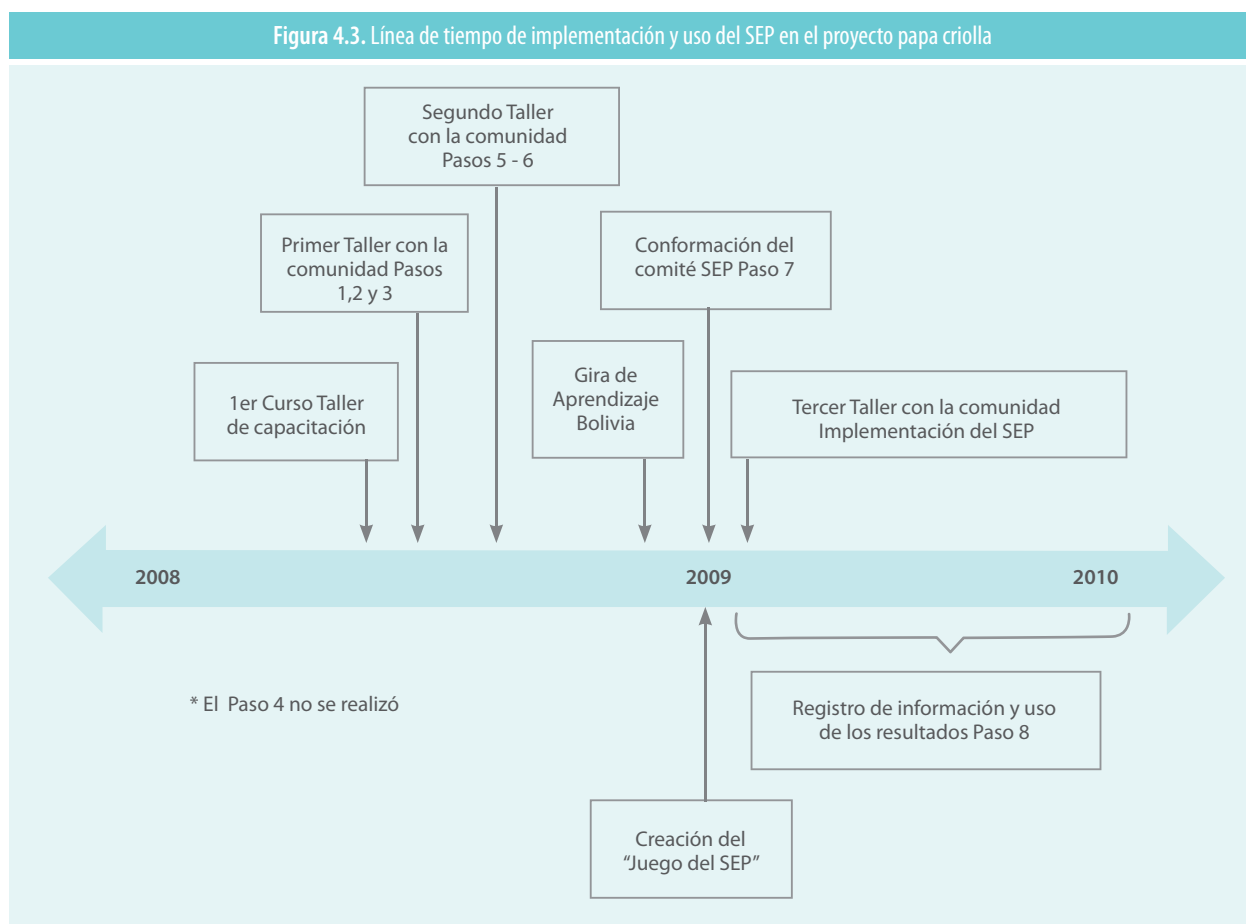 Figura 4.3. Línea de tiempo de implementación y uso del SEP en el proyecto papa criolla
Segundo Taller
con la comunidad
Pasos 5 - 6
Primer Taller con la
comunidad Pasos
1,2 y 3
Conformación del
comité SEP Paso 7
1er Curso Taller
de capacitación
Gira de
Aprendizaje
Bolivia
Tercer Taller con la comunidad
Implementación del SEP
2008
2009
2010
* El Paso 4 no se realizó
Registro de información y uso
de los resultados Paso 8
Creación del
“Juego del SEP”